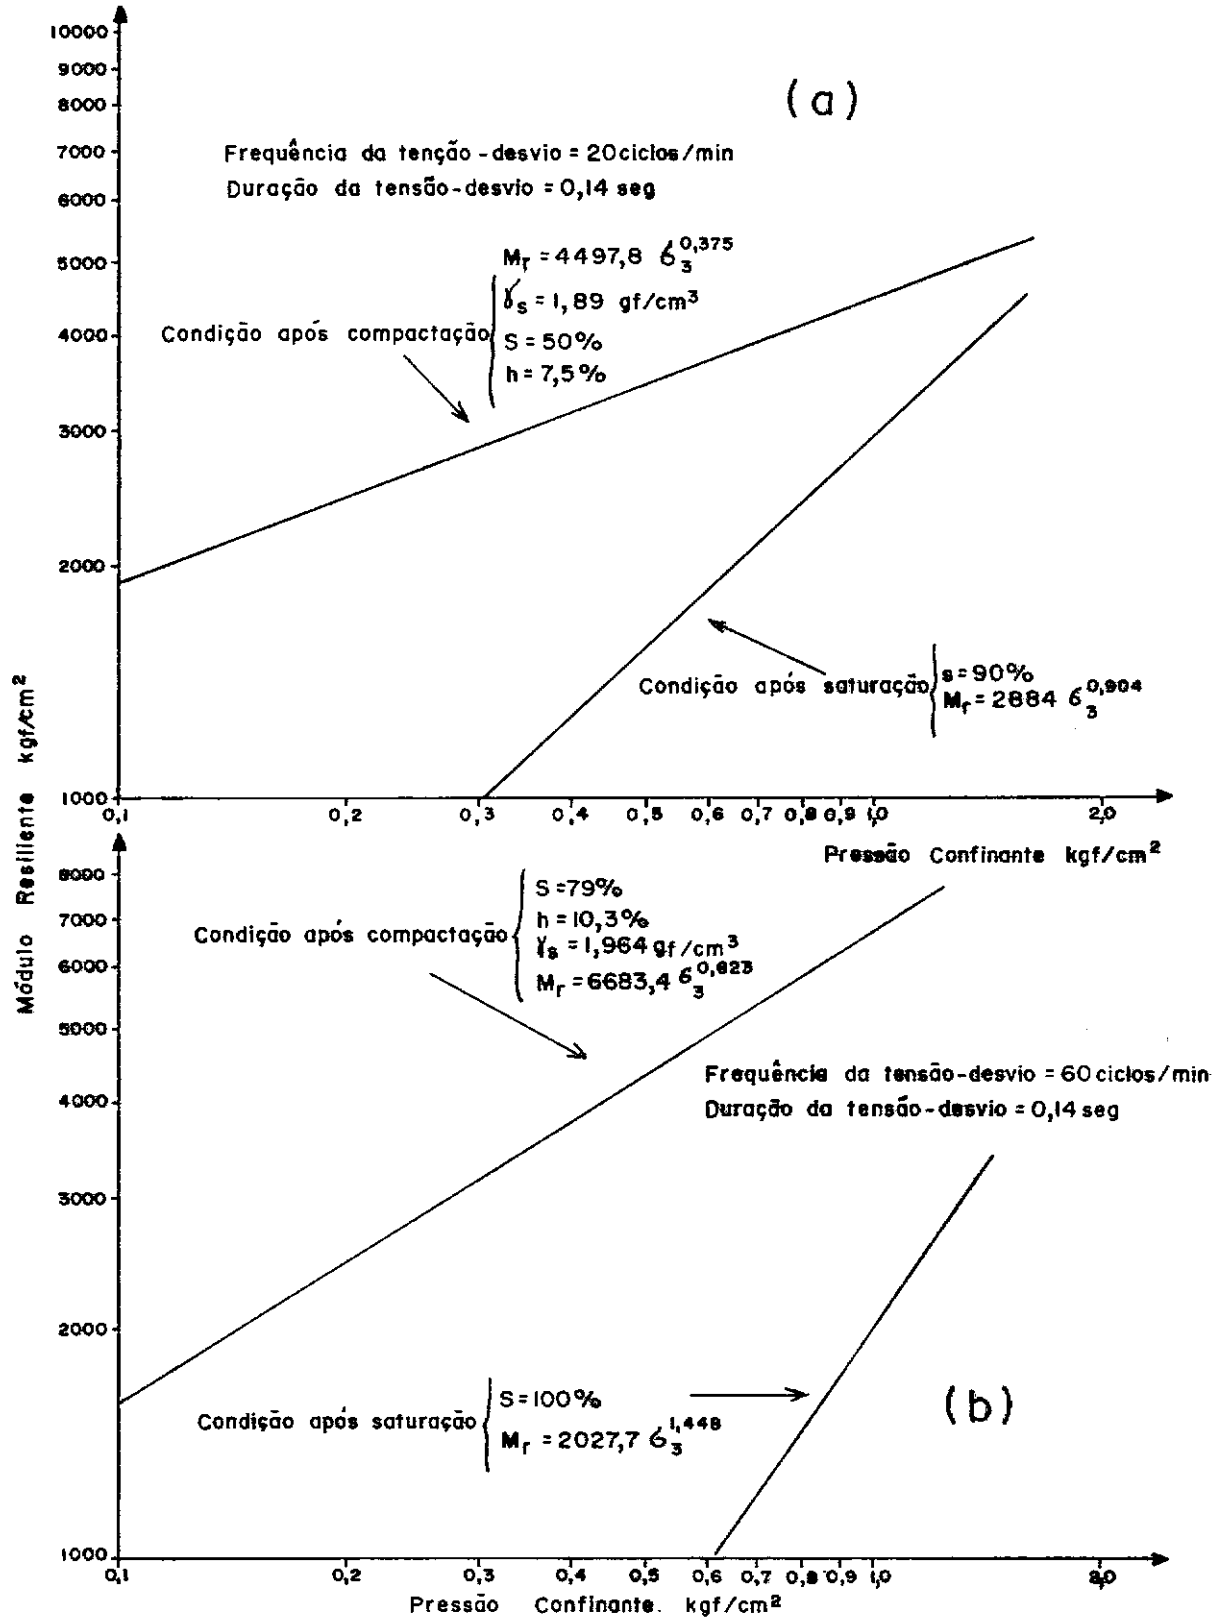 (a)
10000
9000
8000
7000
6000
5000
4000
3000
2000
1000
Frequência da tenção-desvio = 20 ciclos/min
Duração da tensão-desvio = 0,14 seg
Mr = 4497,8 σ3^0,375
γs = 1,89 gf/cm³
Condição após compactação
S = 50%
h = 7,5%
Condição após saturação
s = 90%
Mr = 2884 σ3^0,904
0,1 0,2 0,3 0,4 0,5 0,6 0,7 0,8 0,9 1,0 2,0
Pressão Confinante kgf/cm²
Módulo Resiliente kgf/cm²
8000
7000
6000
5000
4000
3000
2000
1000
S = 79%
h = 10,3%
Condição após compactação
γs = 1,964 gf/cm³
Mr = 6683,4 σ3^0,623
Frequência da tensão-desvio = 60 ciclos/min
Duração da tensão-desvio = 0,14 seg
S = 100%
Condição após saturação
Mr = 2027,7 σ3^1,448
(b)
0,1 0,2 0,3 0,4 0,5 0,6 0,7 0,8 0,9 1,0 2,0
Pressão Confinante. kgf/cm²